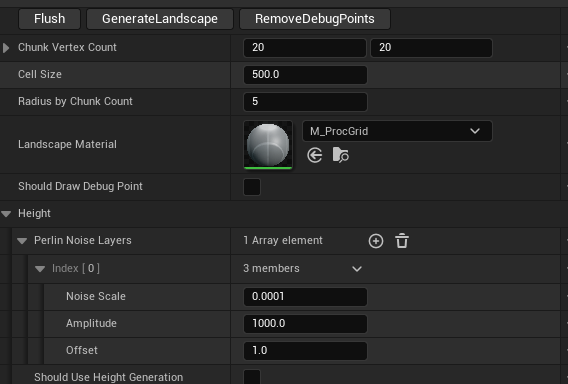 Flush GenerateLandscape RemoveDebugPoints
Chunk Vertex Count 20 20
Cell Size 500.0
Radius by Chunk Count 5
Landscape Material M_ProcGrid
Should Draw Debug Point
Height
Perlin Noise Layers 1 Array element
Index [ 0 ] 3 members
Noise Scale 0.0001
Amplitude 1000.0
Offset 1.0
Should Use Height Generation